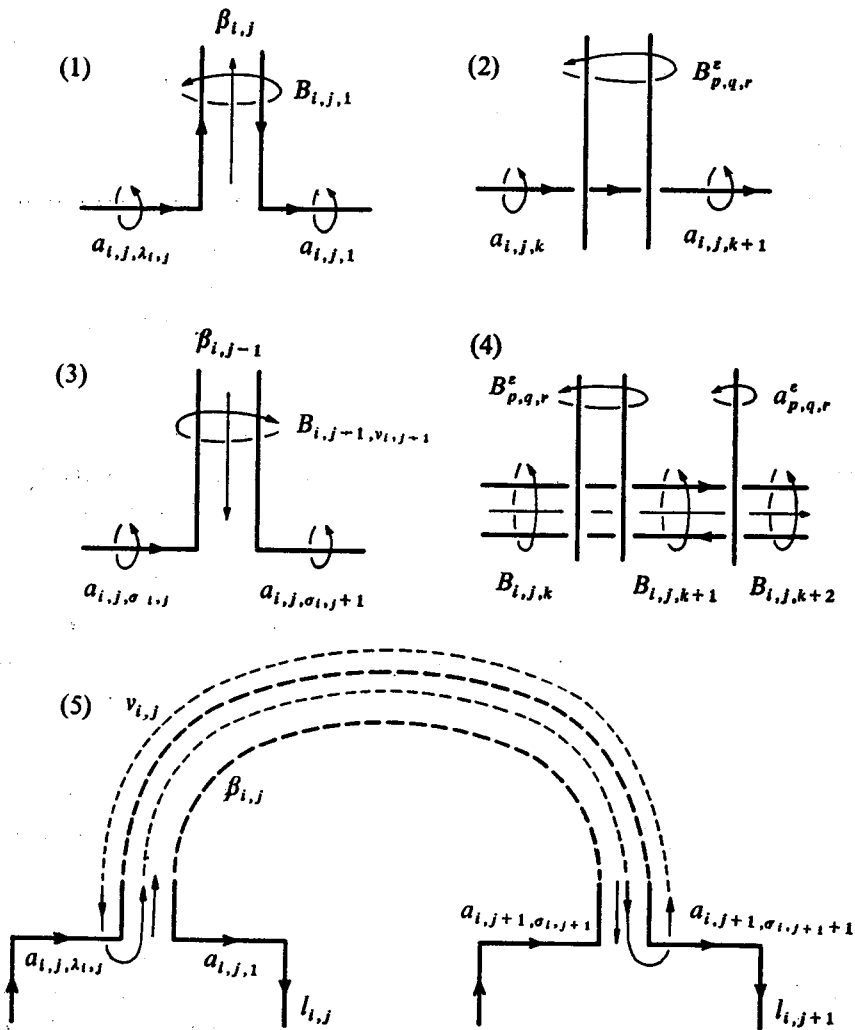 β_{i,j}
(1) (2)
B_{i,j,1} B^ε_{p,q,r}
a_{i,j,λ_{i,j}} a_{i,j,1} a_{i,j,k} a_{i,j,k+1}
β_{i,j-1}
(3) (4)
B_{i,j-1,ν_{i,j-1}} B^ε_{p,q,r} a^ε_{p,q,r}
a_{i,j,σ_{i,j}} a_{i,j,σ_{i,j}+1} B_{i,j,k} B_{i,j,k+1} B_{i,j,k+2}
(5) v_{i,j}
β_{i,j}
a_{i,j,λ_{i,j}} a_{i,j,1} a_{i,j+1,σ_{i,j+1}} a_{i,j+1,σ_{i,j+1}+1}
l_{i,j} l_{i,j+1}